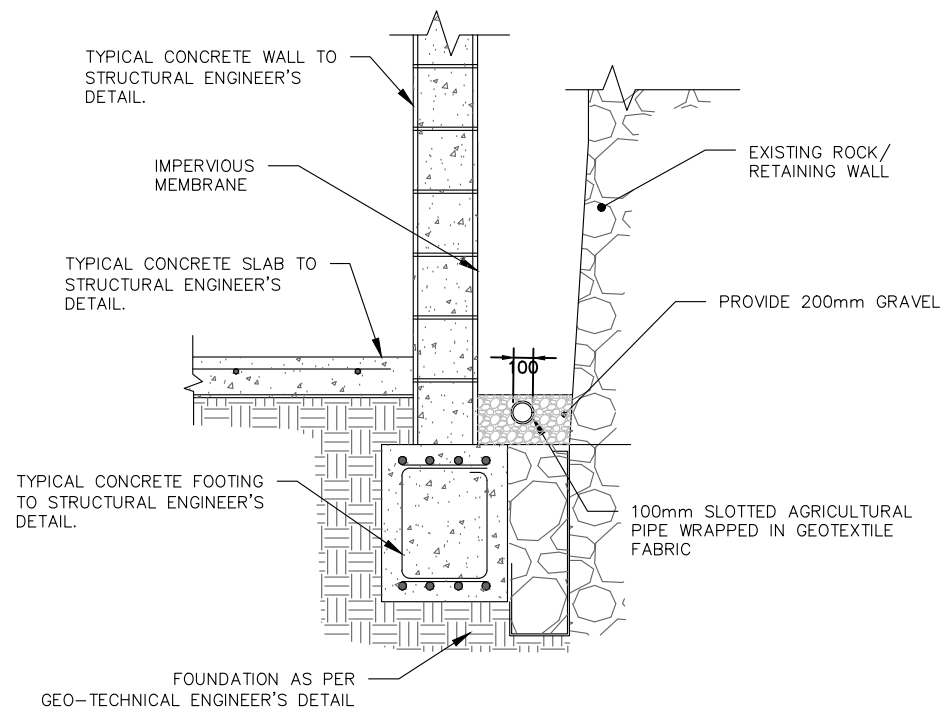 TYPICAL CONCRETE WALL TO
STRUCTURAL ENGINEER'S
DETAIL.
IMPERVIOUS
MEMBRANE
EXISTING ROCK/
RETAINING WALL
TYPICAL CONCRETE SLAB TO
STRUCTURAL ENGINEER'S
DETAIL.
PROVIDE 200mm GRAVEL
100
TYPICAL CONCRETE FOOTING
TO STRUCTURAL ENGINEER'S
DETAIL.
100mm SLOTTED AGRICULTURAL
PIPE WRAPPED IN GEOTEXTILE
FABRIC
FOUNDATION AS PER
GEO-TECHNICAL ENGINEER'S DETAIL